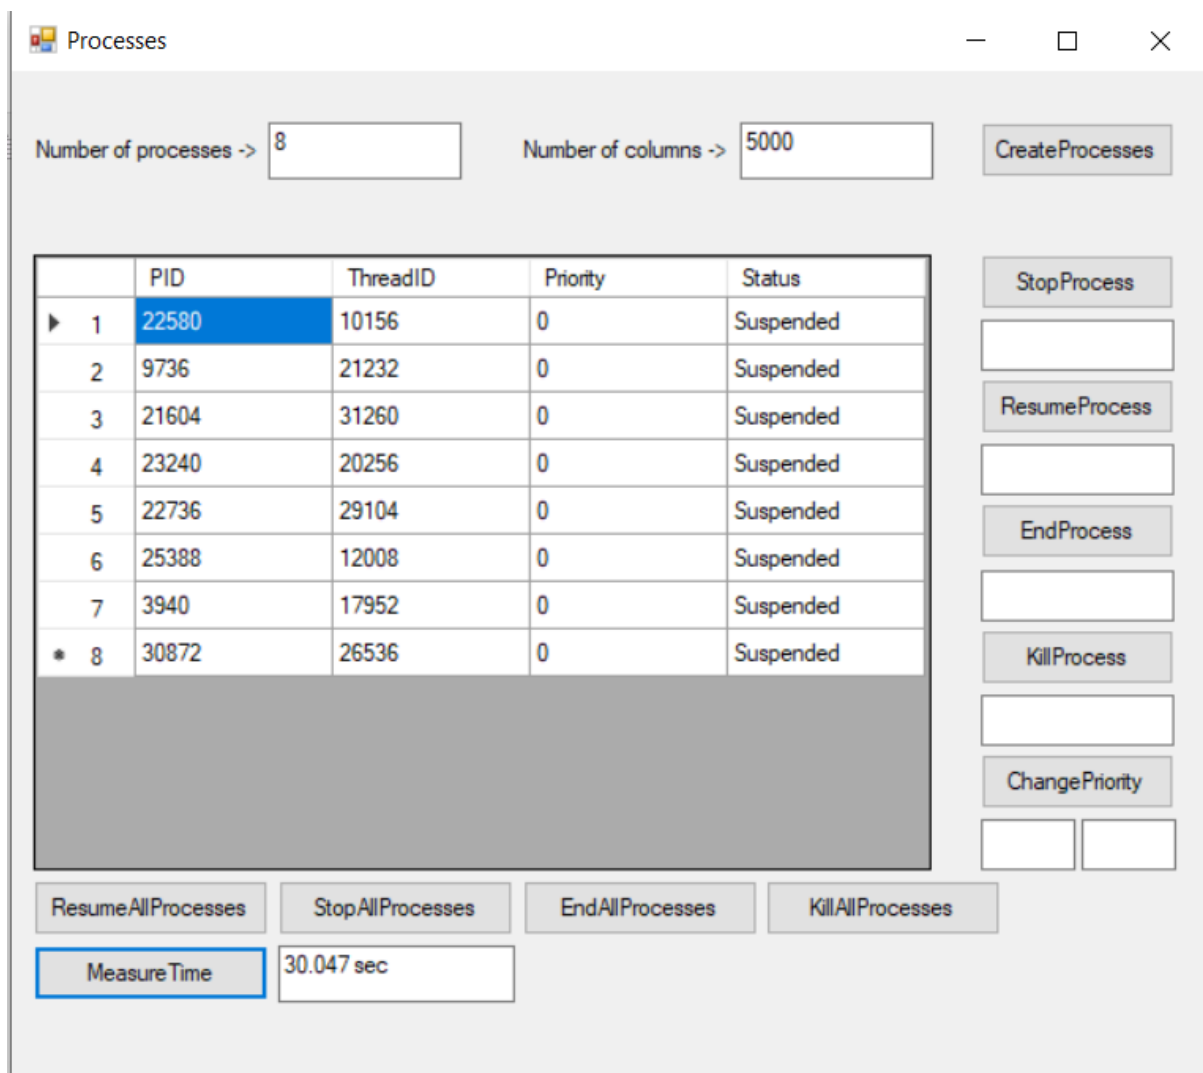 Processes
Number of processes -> 8 Number of columns -> 5000 CreateProcesses
PID ThreadID Priority Status StopProcess
1 22580 10156 0 Suspended
2 9736 21232 0 Suspended
3 21604 31260 0 Suspended ResumeProcess
4 23240 20256 0 Suspended
5 22736 29104 0 Suspended EndProcess
6 25388 12008 0 Suspended
7 3940 17952 0 Suspended
8 30872 26536 0 Suspended KillProcess
ChangePriority
ResumeAllProcesses StopAllProcesses EndAllProcesses KillAllProcesses
MeasureTime 30.047 sec